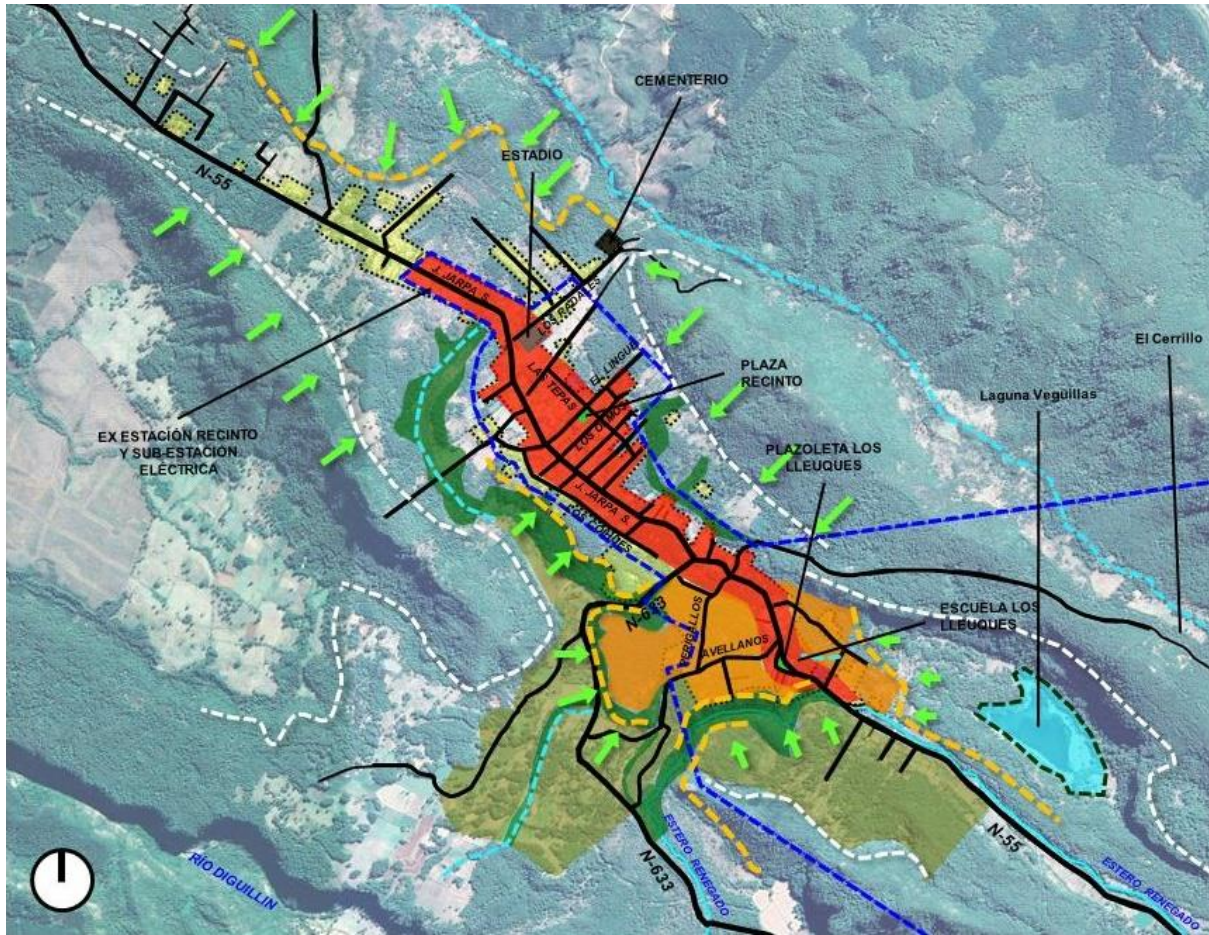 CEMENTERIO
ESTADIO
N-55
J. JARPA S.
LOS RADALES
EL LINGUE
LAS TEPAS
LOS OLMOS
PLAZA
RECINTO
El Cerrillo
Laguna Veguillas
EX ESTACIÓN RECINTO
Y SUB-ESTACIÓN
ELÉCTRICA
PLAZOLETA LOS
LLEUQUES
J. JARPA S.
N-633
AVELLANOS
ESCUELA LOS
LLEUQUES
N-55
N-633
RÍO DIGUILLIN
ESTERO RENEGADO
ESTERO RENEGADO